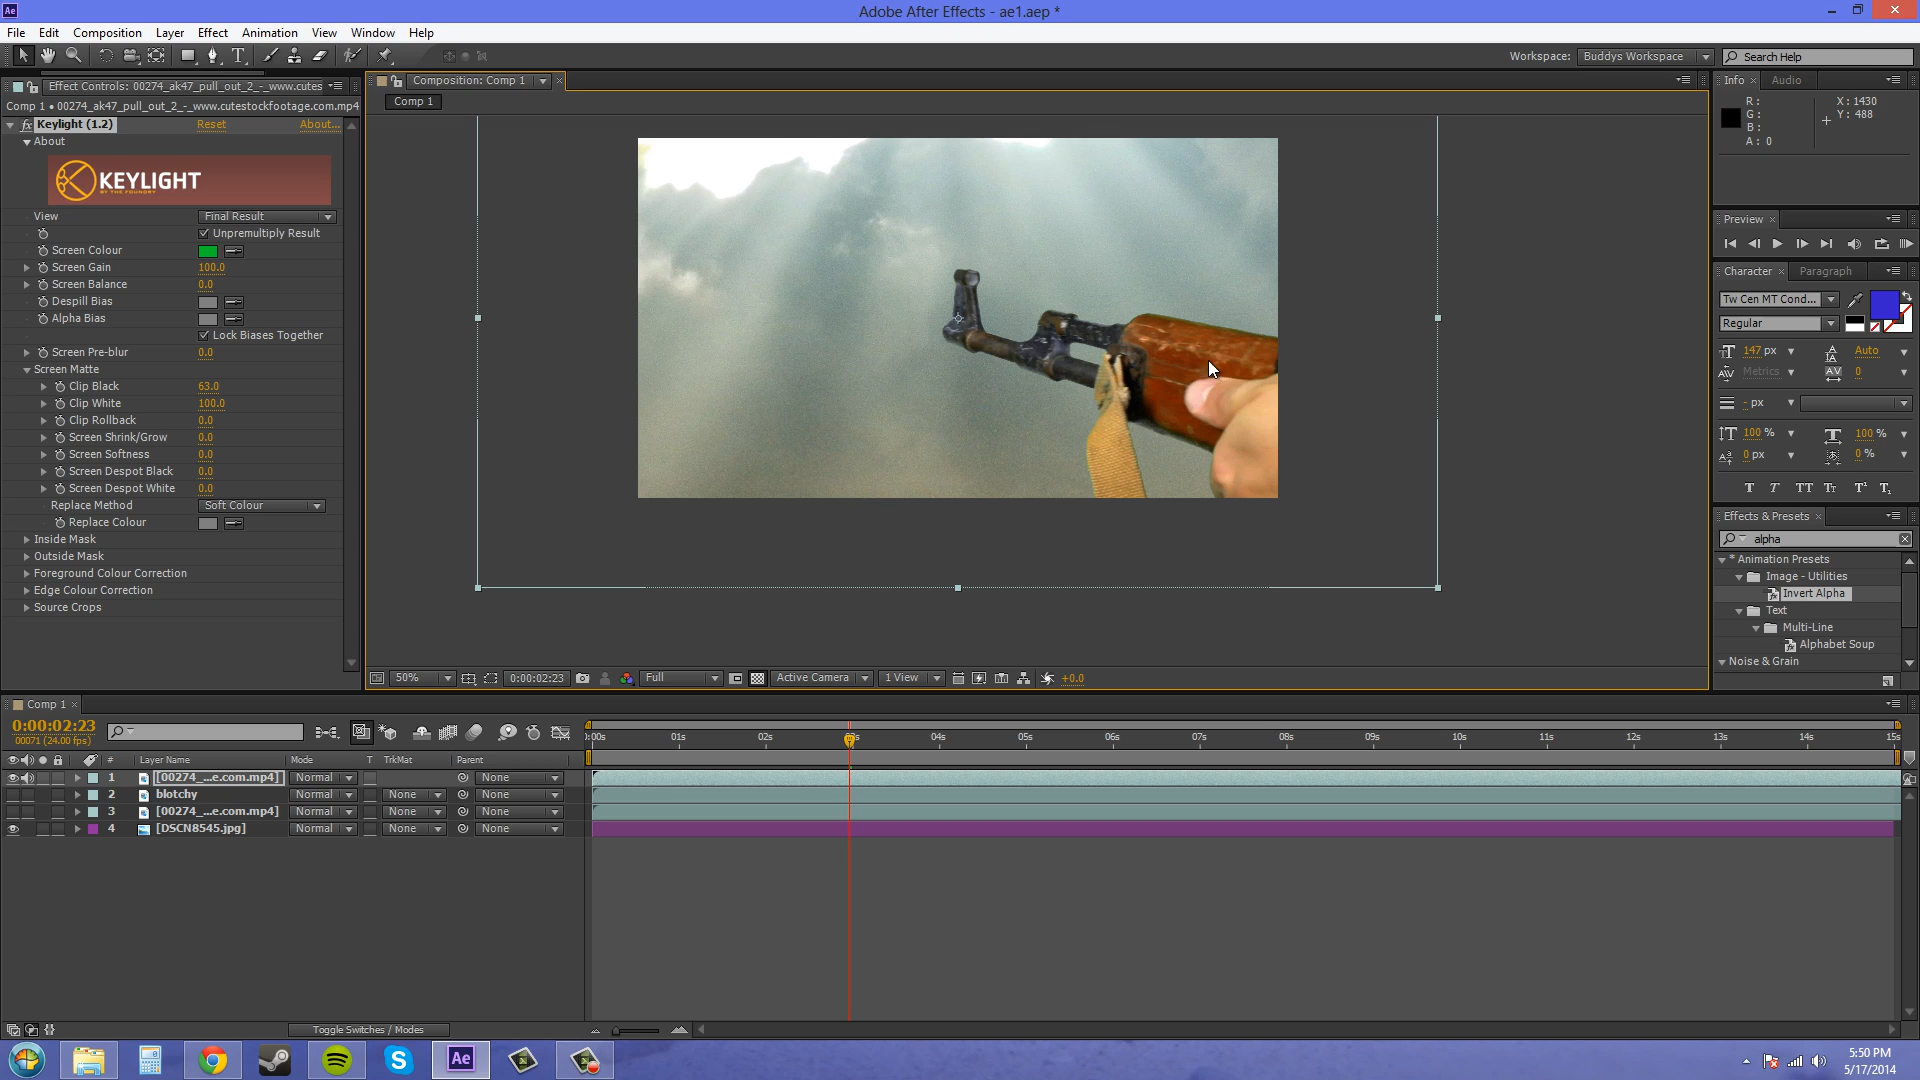 Adobe After Effects - ae1.aep *
File Edit Composition Layer Effect Animation View Window Help
Workspace: Buddys Workspace Search Help
Effect Controls: 00274_ak47_pull_out_2_-_www.cutes
Comp 1 • 00274_ak47_pull_out_2_-_www.cutestockfootage.com.mp4
fx Keylight (1.2) Reset About...
About
KEYLIGHT
BY THE FOUNDRY
View Final Result
Unpremultiply Result
Screen Colour
Screen Gain 100.0
Screen Balance 0.0
Despill Bias
Alpha Bias
Lock Biases Together
Screen Pre-blur 0.0
Screen Matte
Clip Black 63.0
Clip White 100.0
Clip Rollback 0.0
Screen Shrink/Grow 0.0
Screen Softness 0.0
Screen Despot Black 0.0
Screen Despot White 0.0
Replace Method Soft Colour
Replace Colour
Inside Mask
Outside Mask
Foreground Colour Correction
Edge Colour Correction
Source Crops
Composition: Comp 1
Comp 1
50% 0:00:02:23 Full Active Camera 1 View +0.0
Info Audio
R: X: 1430
G: Y: 488
B:
A: 0
Preview
Character Paragraph
Tw Cen MT Cond...
Regular
147 px Auto
Metrics 0
- px
100 % 100 %
0 px 0 %
T T TT Tt T¹ T₁
Effects & Presets
alpha
* Animation Presets
Image - Utilities
Invert Alpha
Text
Multi-Line
Alphabet Soup
Noise & Grain
Comp 1
0:00:02:23
00071 (24.00 fps)
):00s 01s 02s 04s 05s 06s 07s 08s 09s 10s 11s 12s 13s 14s 15s
# Layer Name Mode T TrkMat Parent
1 [00274_...e.com.mp4] Normal None
2 blotchy Normal None None
3 [00274_...e.com.mp4] Normal None None
4 [DSCN8545.jpg] Normal None None
Toggle Switches / Modes
Ae
5:50 PM
5/17/2014